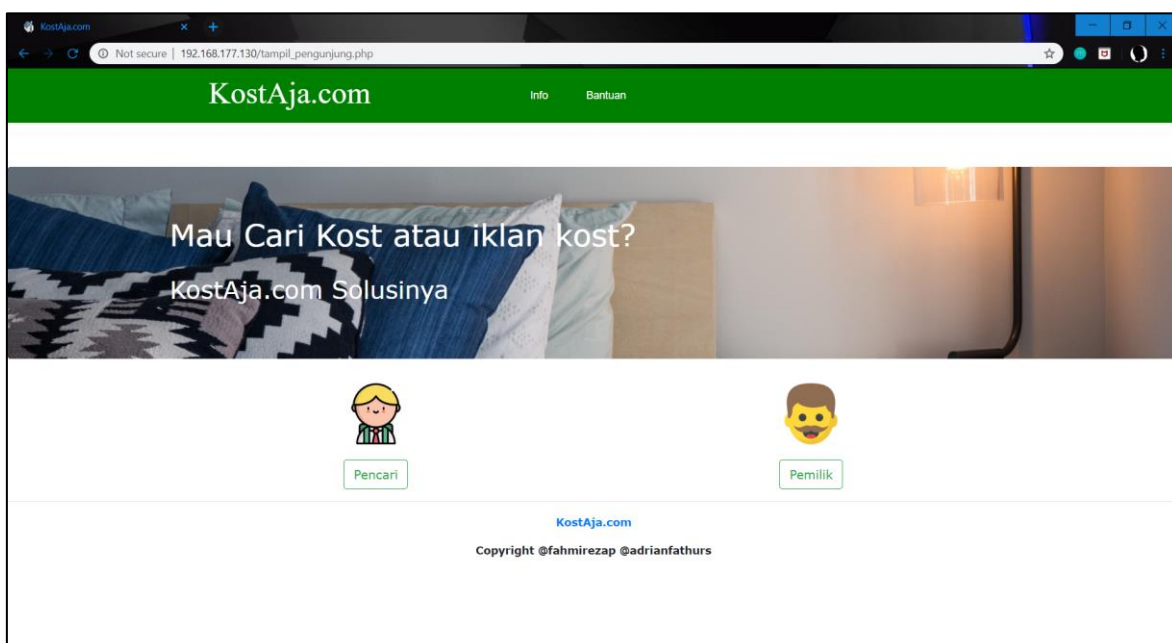 KostAja.com
Not secure | 192.168.177.130/tampil_pengunjung.php
KostAja.com Info Bantuan
Mau Cari Kost atau iklan kost?
KostAja.com Solusinya
Pencari Pemilik
KostAja.com
Copyright @fahmirezap @adrianfathurs